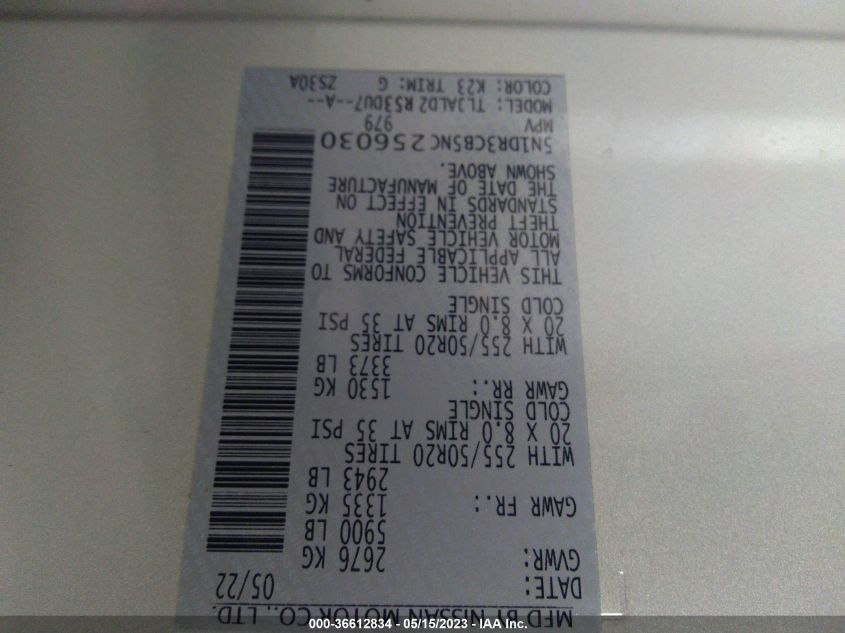 MFD BY NISSAN MOTOR CO., LTD.
DATE: 05/22
GVWR: 2676 KG
5900 LB
GAWR FR.: 1335 KG
2943 LB
WITH 255/50R20 TIRES
20 X 8.0 RIMS AT 35 PSI
COLD SINGLE
GAWR RR.: 1530 KG
3373 LB
WITH 255/50R20 TIRES
20 X 8.0 RIMS AT 35 PSI
COLD SINGLE
THIS VEHICLE CONFORMS TO
ALL APPLICABLE FEDERAL
MOTOR VEHICLE SAFETY AND
THEFT PREVENTION
STANDARDS IN EFFECT ON
THE DATE OF MANUFACTURE
SHOWN ABOVE.
5N1DR3CB5NC256030
MPV 979
MODEL: TLJALD2 R53DU7--A--
COLOR: K23 TRIM: G ZS30A
000-36612834 - 05/15/2023 - IAA Inc.